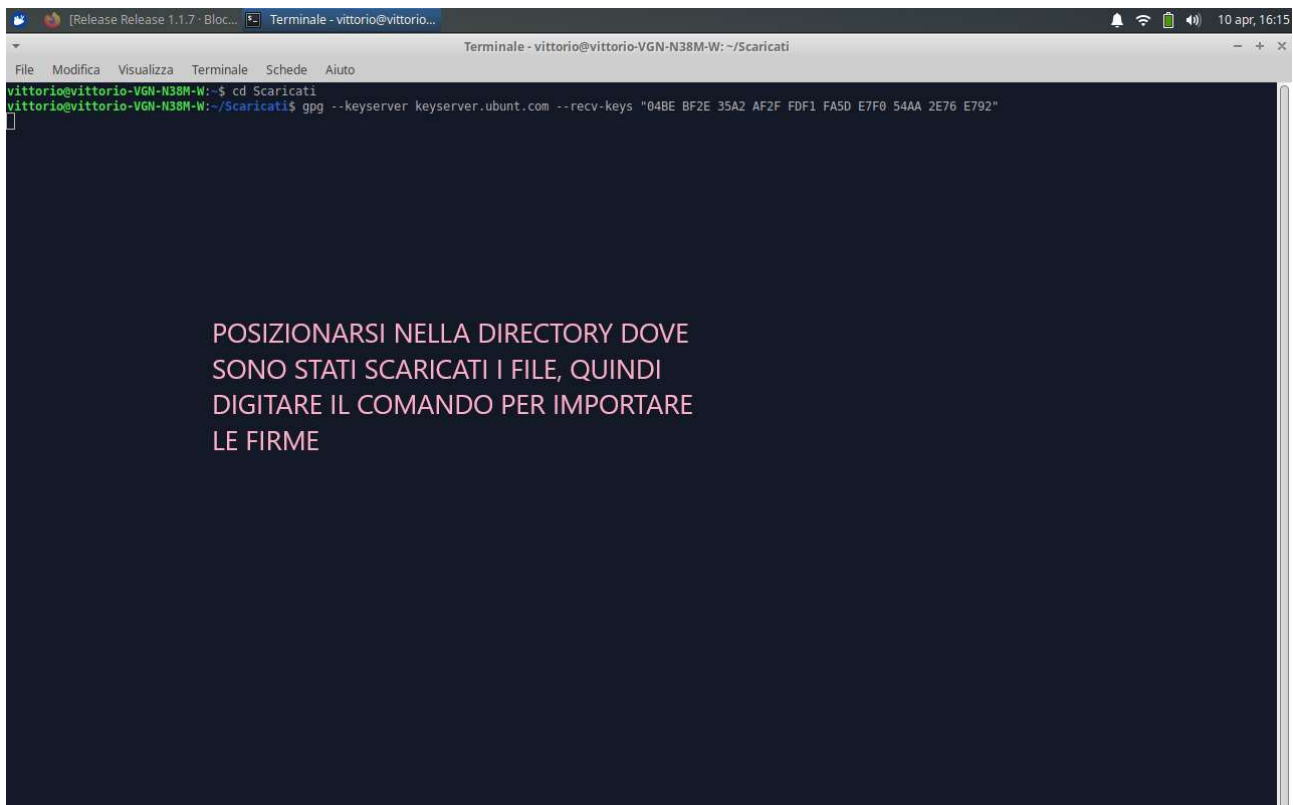 [Release Release 1.1.7 · Bloc... Terminale - vittorio@vittorio... 10 apr, 16:15
Terminale - vittorio@vittorio-VGN-N38M-W: ~/Scaricati
File Modifica Visualizza Terminale Schede Aiuto
vittorio@vittorio-VGN-N38M-W:~$ cd Scaricati
vittorio@vittorio-VGN-N38M-W:~/Scaricati$ gpg --keyserver keyserver.ubunt.com --recv-keys "04BE BF2E 35A2 AF2F FDF1 FA5D E7F0 54AA 2E76 E792"
POSIZIONARSI NELLA DIRECTORY DOVE
SONO STATI SCARICATI I FILE, QUINDI
DIGITARE IL COMANDO PER IMPORTARE
LE FIRME